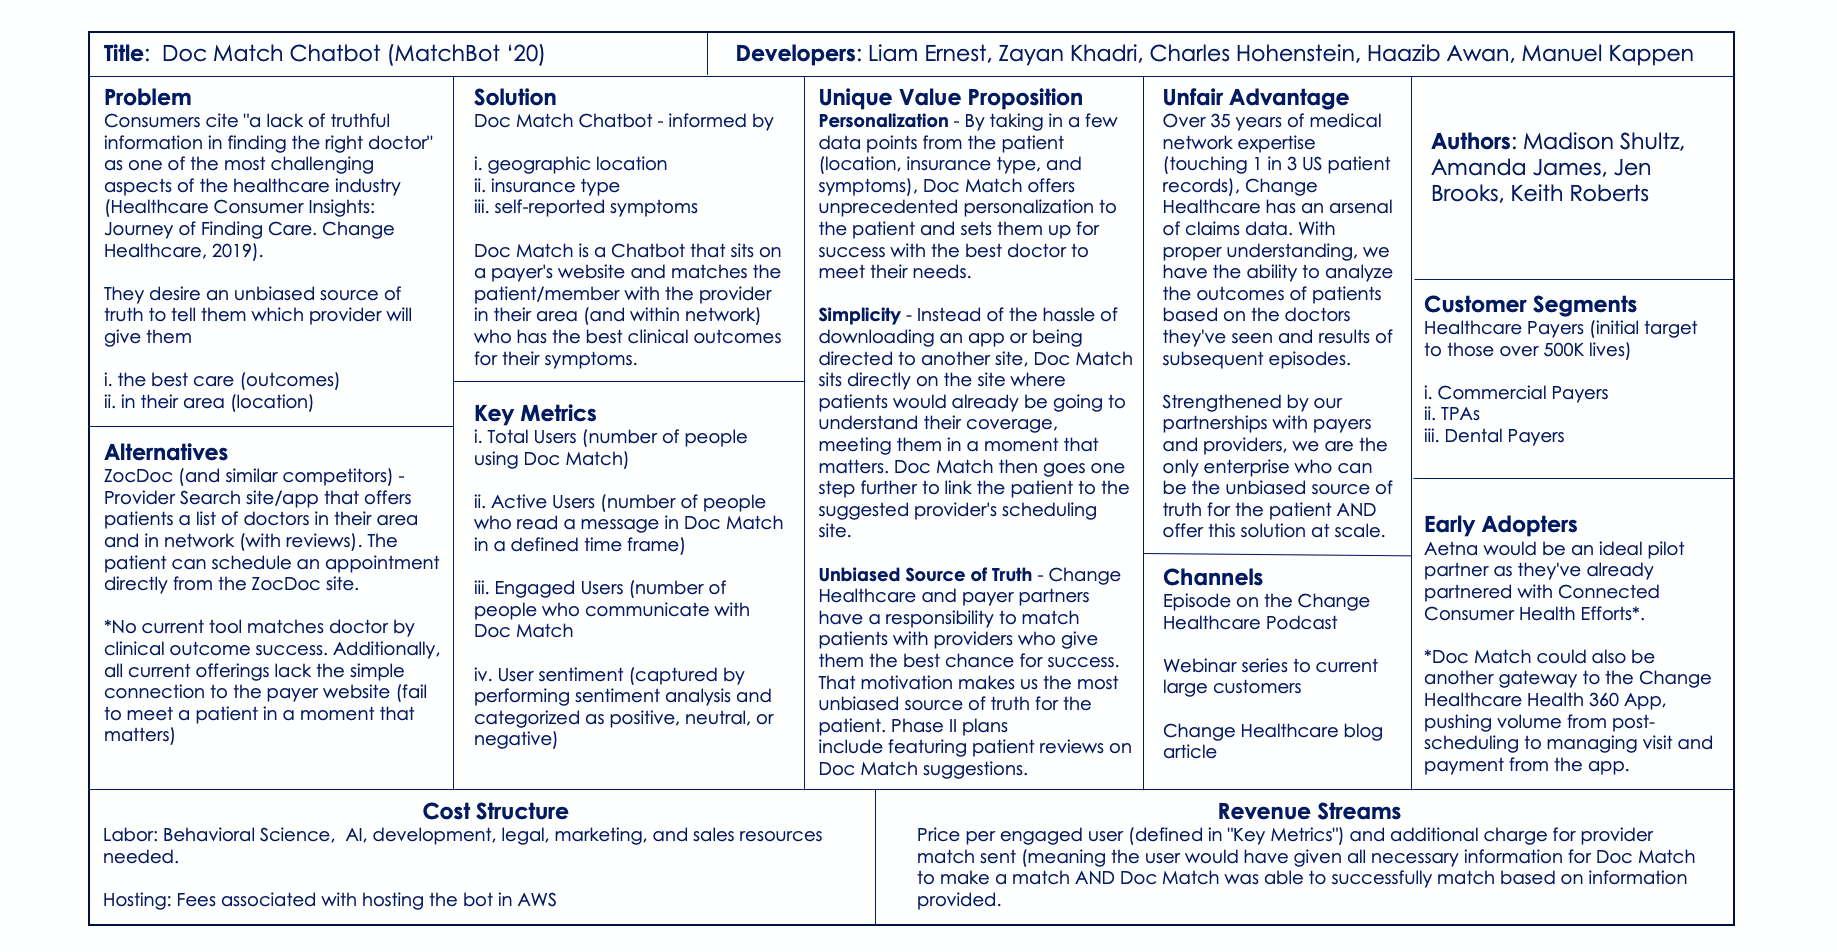 Title:  Doc Match Chatbot (MatchBot ‘20)
Developers: Liam Ernest, Zayan Khadri, Charles Hohenstein, Haazib Awan, Manuel Kappen
Problem
Consumers cite "a lack of truthful
information in finding the right doctor"
as one of the most challenging
aspects of the healthcare industry
(Healthcare Consumer Insights:
Journey of Finding Care. Change
Healthcare, 2019).
They desire an unbiased source of
truth to tell them which provider will
give them
i. the best care (outcomes)
ii. in their area (location)
Alternatives
ZocDoc (and similar competitors) -
Provider Search site/app that offers
patients a list of doctors in their area
and in network (with reviews). The
patient can schedule an appointment
directly from the ZocDoc site.
*No current tool matches doctor by
clinical outcome success. Additionally,
all current offerings lack the simple
connection to the payer website (fail
to meet a patient in a moment that
matters)
Solution
Doc Match Chatbot - informed by
i. geographic location
ii. insurance type
iii. self-reported symptoms
Doc Match is a Chatbot that sits on
a payer's website and matches the
patient/member with the provider
in their area (and within network)
who has the best clinical outcomes
for their symptoms.
Key Metrics
i. Total Users (number of people
using Doc Match)
ii. Active Users (number of people
who read a message in Doc Match
in a defined time frame)
iii. Engaged Users (number of
people who communicate with
Doc Match
iv. User sentiment (captured by
performing sentiment analysis and
categorized as positive, neutral, or
negative)
Unique Value Proposition
Personalization - By taking in a few
data points from the patient
(location, insurance type, and
symptoms), Doc Match offers
unprecedented personalization to
the patient and sets them up for
success with the best doctor to
meet their needs.
Simplicity - Instead of the hassle of
downloading an app or being
directed to another site, Doc Match
sits directly on the site where
patients would already be going to
understand their coverage,
meeting them in a moment that
matters. Doc Match then goes one
step further to link the patient to the
suggested provider's scheduling
site.
Unbiased Source of Truth - Change
Healthcare and payer partners
have a responsibility to match
patients with providers who give
them the best chance for success.
That motivation makes us the most
unbiased source of truth for the
patient. Phase II plans
include featuring patient reviews on
Doc Match suggestions.
Unfair Advantage
Over 35 years of medical
network expertise
(touching 1 in 3 US patient
records), Change
Healthcare has an arsenal
of claims data. With
proper understanding, we
have the ability to analyze
the outcomes of patients
based on the doctors
they've seen and results of
subsequent episodes.
Strengthened by our
partnerships with payers
and providers, we are the
only enterprise who can
be the unbiased source of
truth for the patient AND
offer this solution at scale.
Channels
Episode on the Change
Healthcare Podcast
Webinar series to current
large customers
Change Healthcare blog
article
Authors: Madison Shultz,
Amanda James, Jen
Brooks, Keith Roberts
Customer Segments
Healthcare Payers (initial target
to those over 500K lives)
i. Commercial Payers
ii. TPAs
iii. Dental Payers
Early Adopters
Aetna would be an ideal pilot
partner as they've already
partnered with Connected
Consumer Health Efforts*.
*Doc Match could also be
another gateway to the Change
Healthcare Health 360 App,
pushing volume from post-
scheduling to managing visit and
payment from the app.
Cost Structure
Labor: Behavioral Science,  AI, development, legal, marketing, and sales resources
needed.
Hosting: Fees associated with hosting the bot in AWS
Revenue Streams
Price per engaged user (defined in "Key Metrics") and additional charge for provider
match sent (meaning the user would have given all necessary information for Doc Match
to make a match AND Doc Match was able to successfully match based on information
provided.